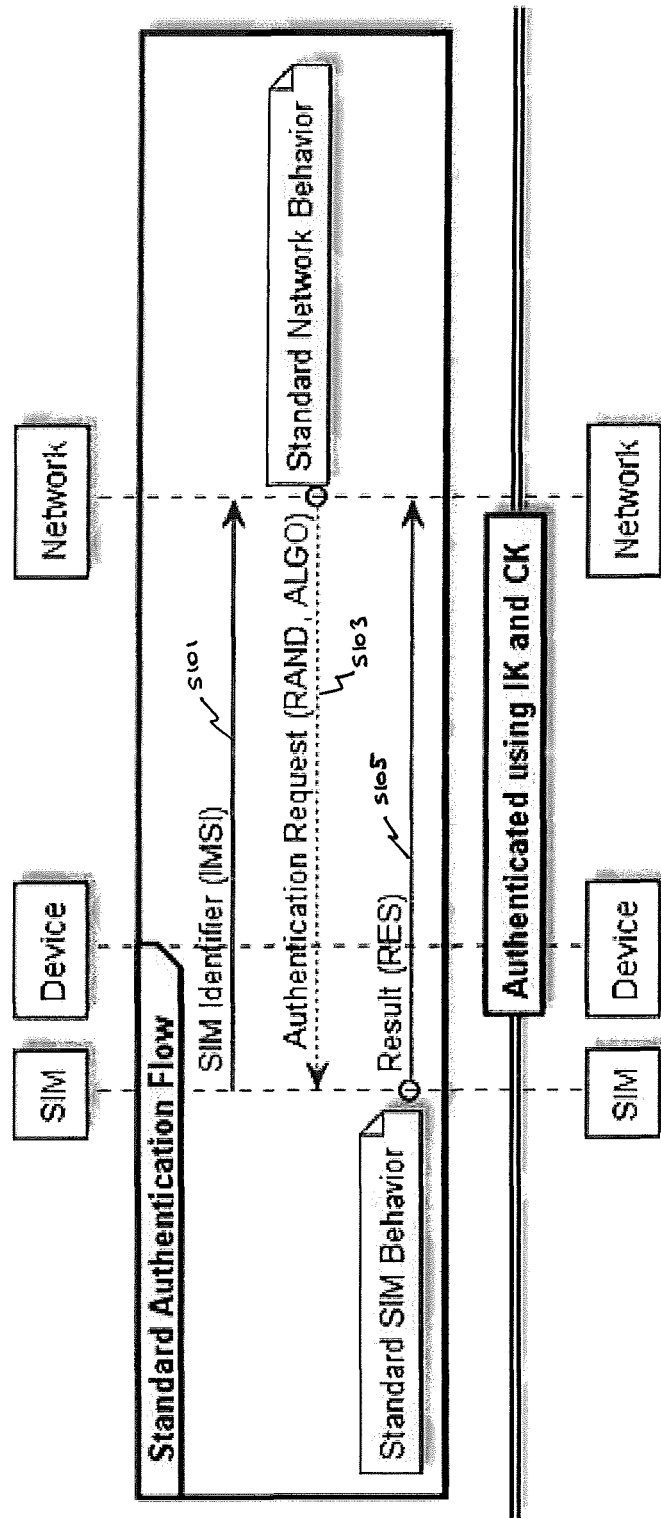 SIM
Device
Network
Standard Authentication Flow
SIM Identifier (IMSI)
S101
Authentication Request (RAND, ALGO)
S103
Standard Network Behavior
Standard SIM Behavior
Result (RES)
S105
Authenticated using IK and CK
SIM
Device
Network